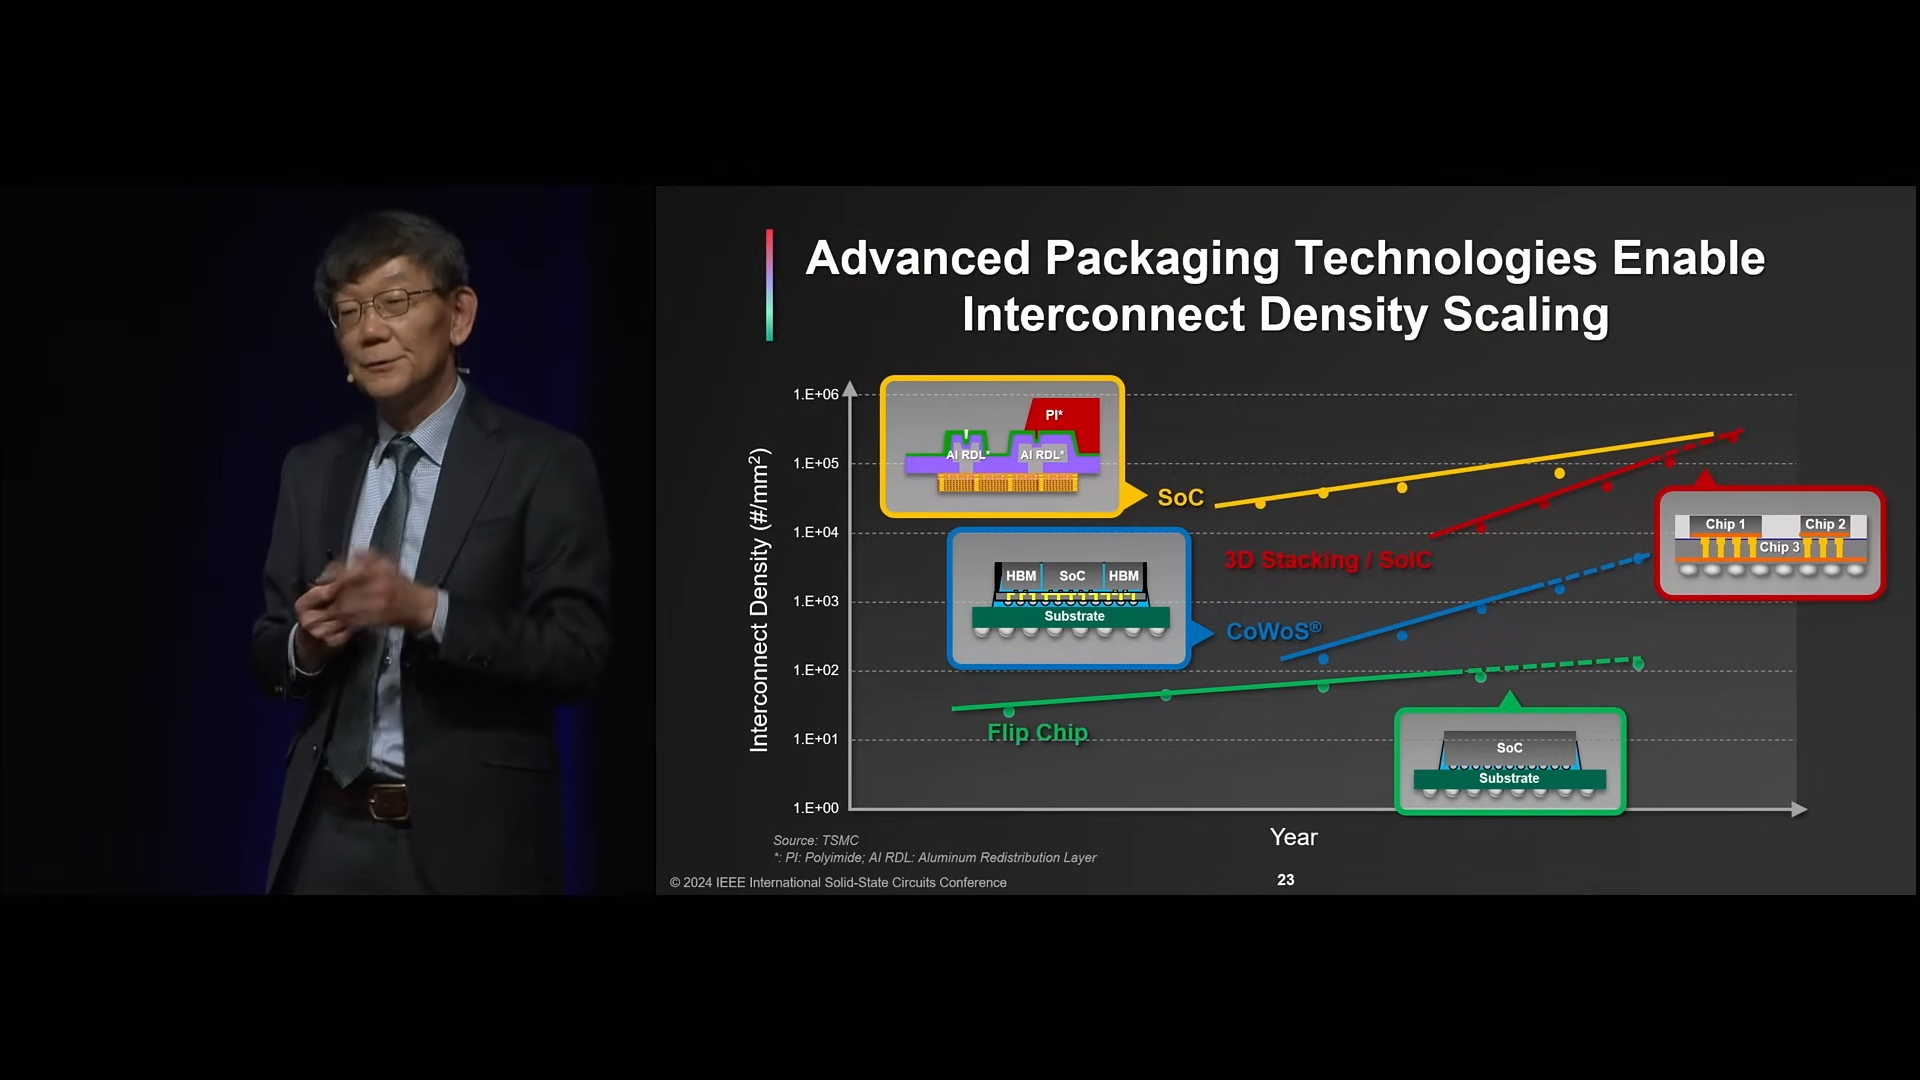 Advanced Packaging Technologies Enable
Interconnect Density Scaling
Interconnect Density (#/mm²)
1.E+06
1.E+05
1.E+04
1.E+03
1.E+02
1.E+01
1.E+00
PI*
Al RDL*
Al RDL*
SoC
HBM
SoC
HBM
Substrate
CoWoS®
3D Stacking / SoIC
Chip 1
Chip 2
Chip 3
Flip Chip
SoC
Substrate
Year
Source: TSMC
*: PI: Polyimide; Al RDL: Aluminum Redistribution Layer
© 2024 IEEE International Solid-State Circuits Conference
23